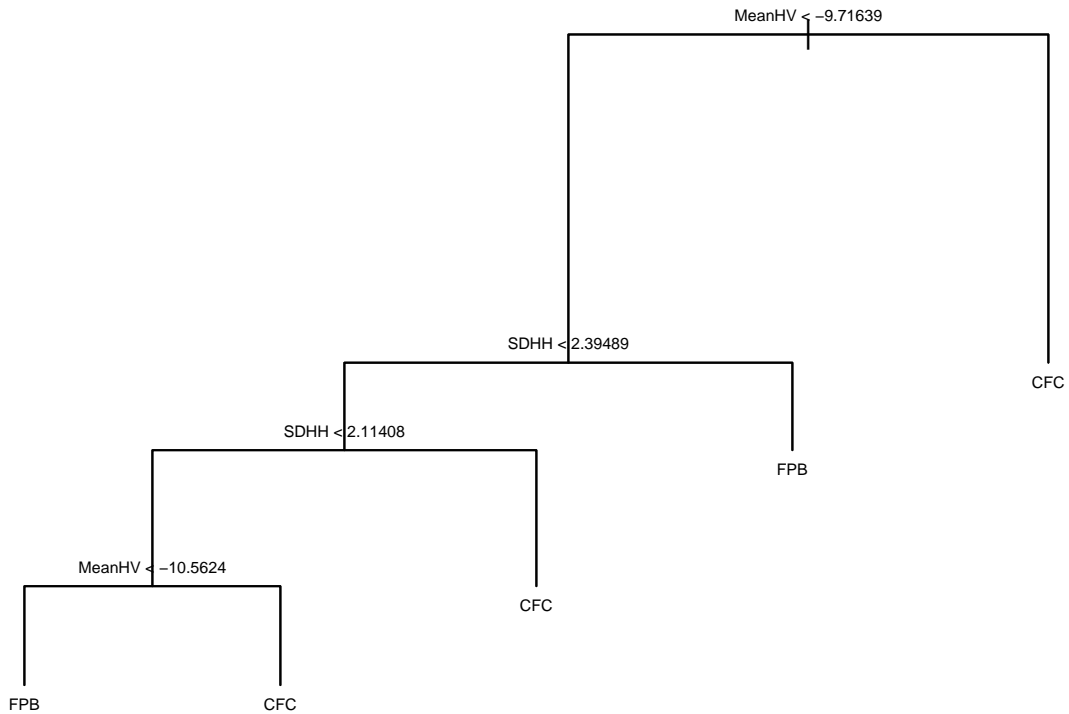 MeanHV < −9.71639
SDHH < 2.39489
CFC
SDHH < 2.11408
FPB
MeanHV < −10.5624
CFC
FPB
CFC